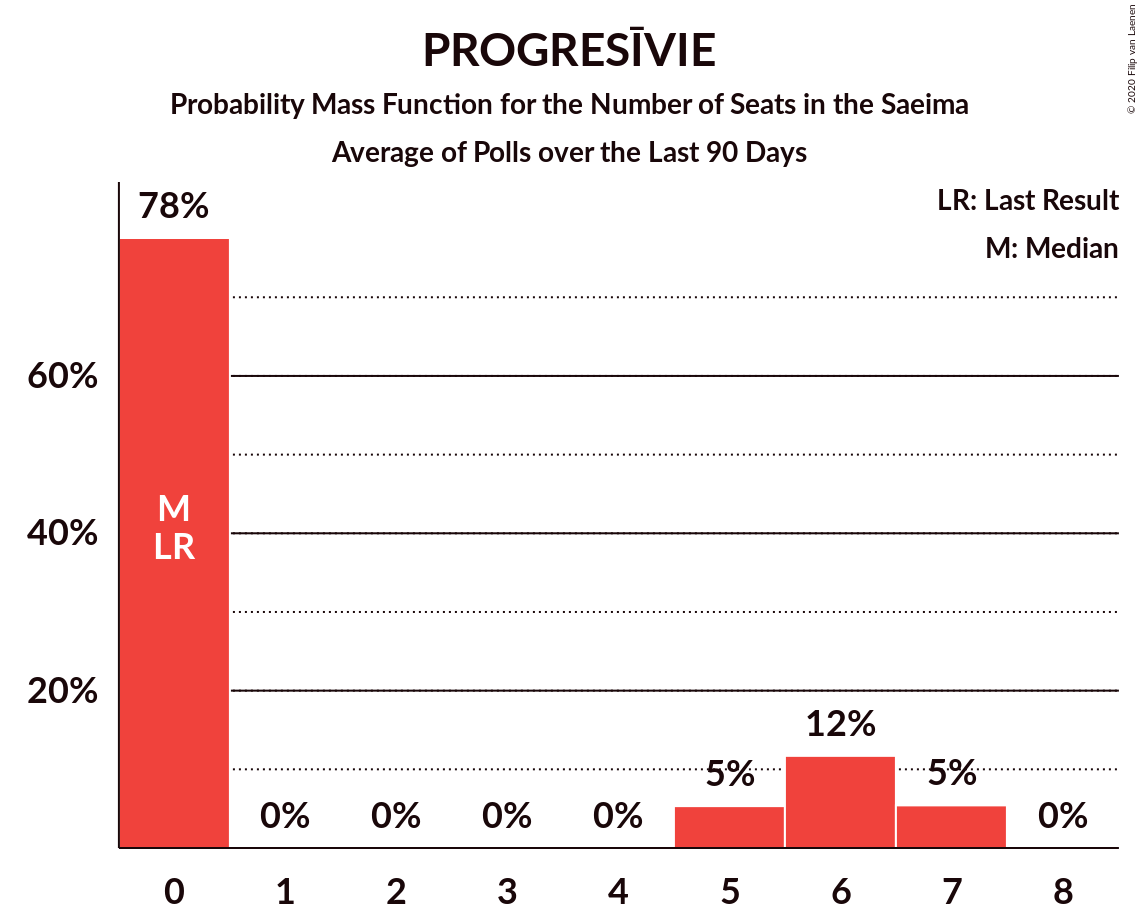 PROGRESĪVIE
Probability Mass Function for the Number of Seats in the Saeima
Average of Polls over the Last 90 Days
© 2020 Filip van Laenen
LR: Last Result
M: Median
78%
60%
40%
20%
M
LR
0%
0%
0%
0%
5%
12%
5%
0%
0 1 2 3 4 5 6 7 8